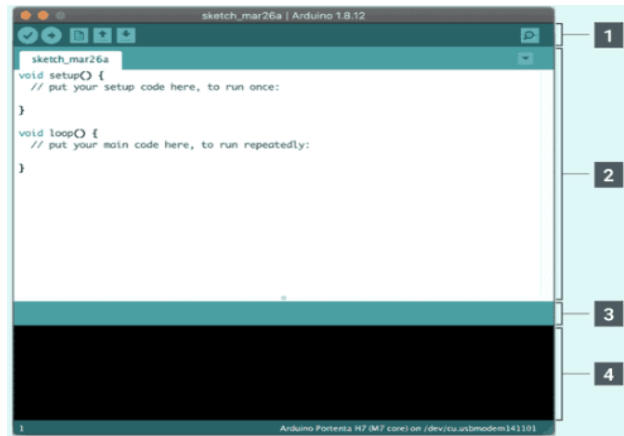 sketch_mar26a | Arduino 1.8.12
1
sketch_mar26a
void setup() {
// put your setup code here, to run once:
}
void loop() {
// put your main code here, to run repeatedly:
}
2
3
4
1
Arduino Portenta H7 (M7 core) on /dev/cu.usbmodem141101